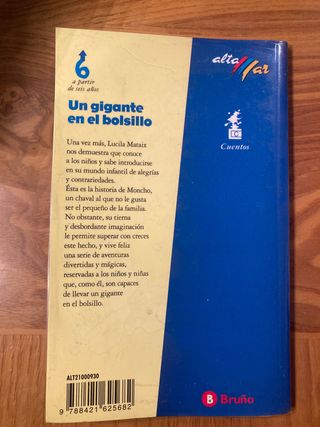 6
a partir
de seis años
alta mar
Un gigante
en el bolsillo
Cuentos
Una vez más, Lucila Mataix
nos demuestra que conoce
a los niños y sabe introducirse
en su mundo infantil de alegrías
y contrariedades.
Ésta es la historia de Moncho,
un chaval al que no le gusta
ser el pequeño de la familia.
No obstante, su tierna
y desbordante imaginación
le permite superar con creces
este hecho, y vive feliz
una serie de aventuras
divertidas y mágicas,
reservadas a los niños y niñas
que, como él, son capaces
de llevar un gigante
en el bolsillo.
ALT21000930
9 788421 625682
B Bruño